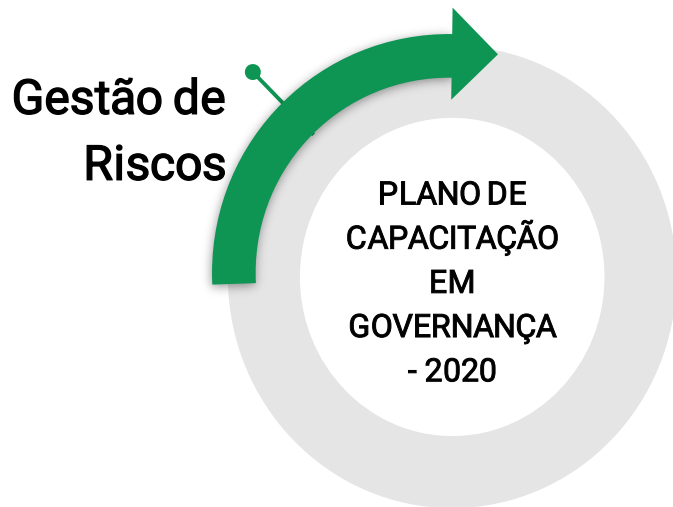 Gestão de
Riscos
PLANO DE
CAPACITAÇÃO
EM
GOVERNANÇA
- 2020